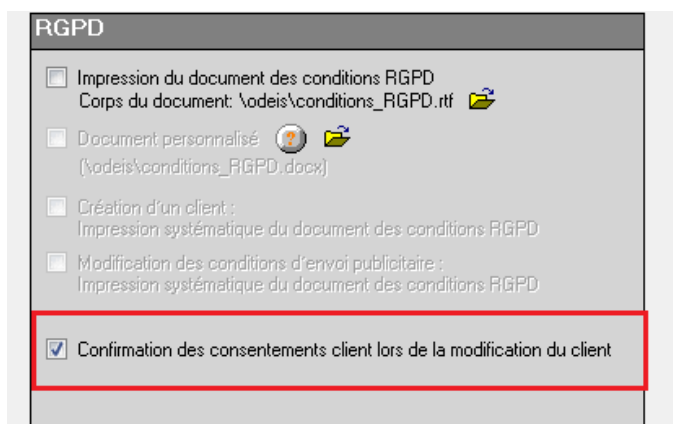 RGPD
Impression du document des conditions RGPD
Corps du document: \odeis\conditions_RGPD.rtf
Document personnalisé ?
(\odeis\conditions_RGPD.docx)
Création d'un client :
Impression systématique du document des conditions RGPD
Modification des conditions d'envoi publicitaire :
Impression systématique du document des conditions RGPD
Confirmation des consentements client lors de la modification du client